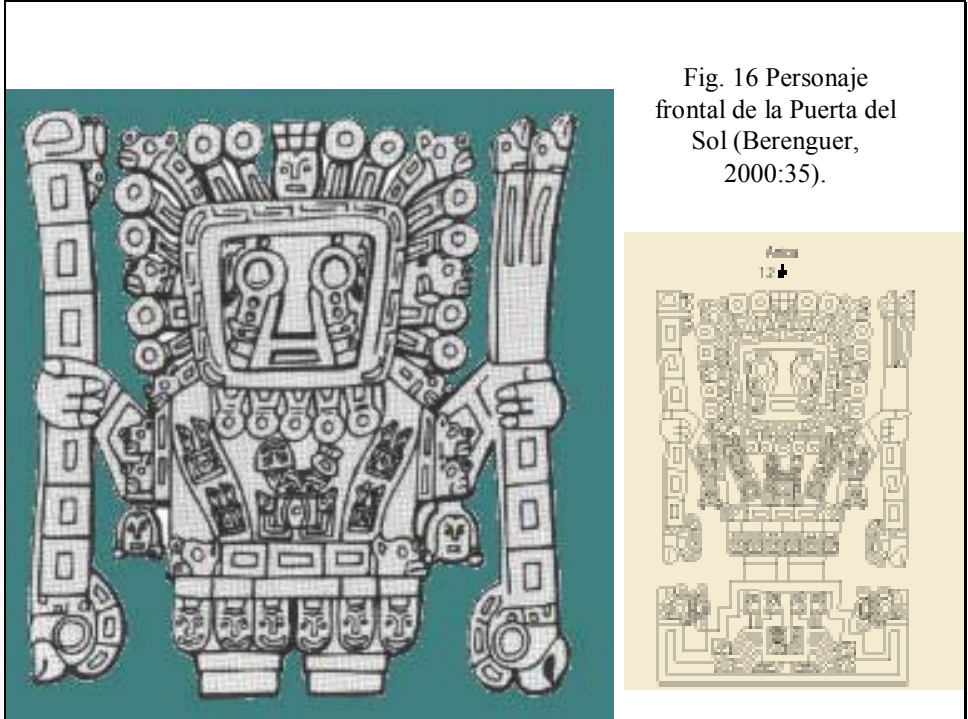 Fig. 16 Personaje
frontal de la Puerta del
Sol (Berenguer,
2000:35).